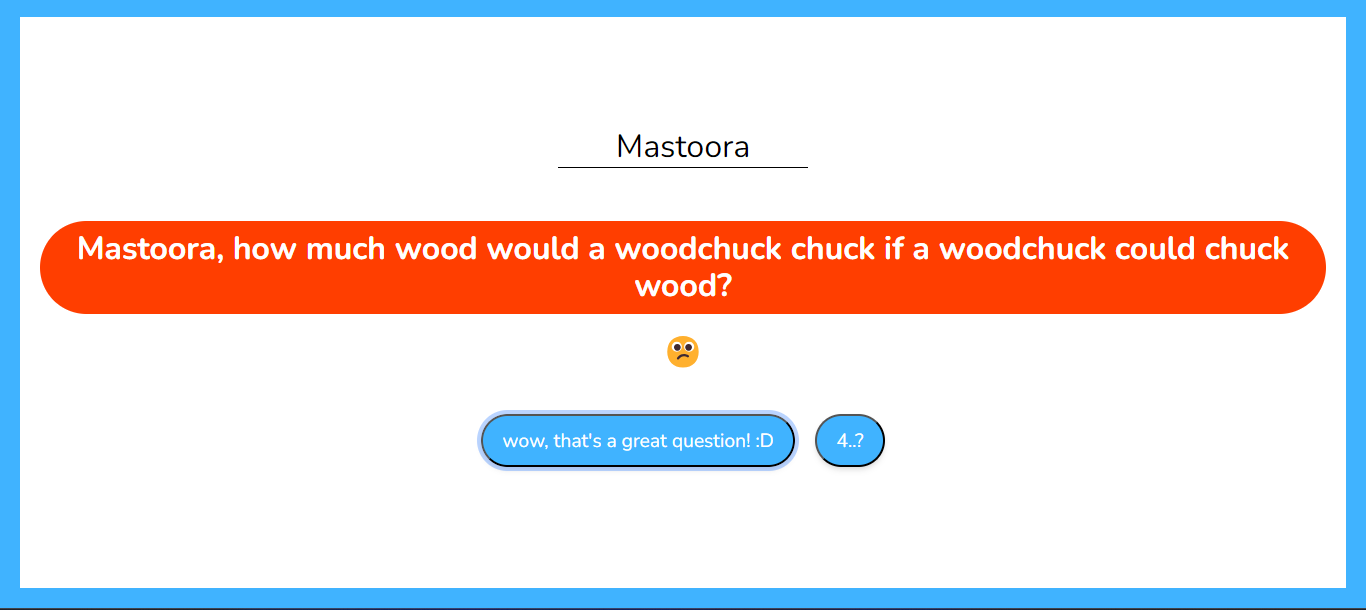 Mastoora
Mastoora, how much wood would a woodchuck chuck if a woodchuck could chuck
wood?
wow, that's a great question! :D
4..?